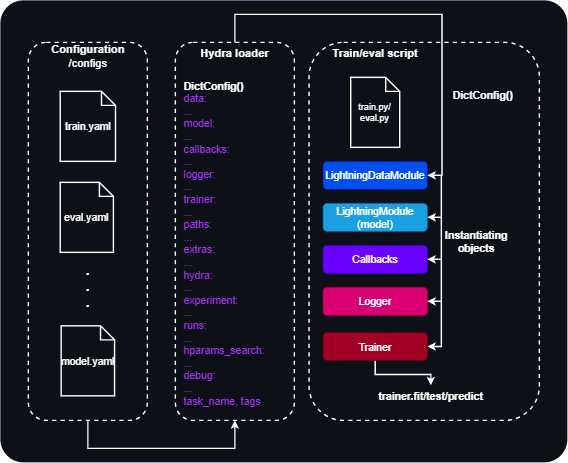 Configuration
/configs
train.yaml
eval.yaml
.
.
.
model.yaml
Hydra loader
DictConfig()
data:
...
model:
...
callbacks:
...
logger:
...
trainer:
...
paths:
...
extras:
...
hydra:
...
experiment:
...
runs:
...
hparams_search:
...
debug:
...
task_name, tags
Train/eval script
train.py/
eval.py
DictConfig()
LightningDataModule
LightningModule
(model)
Instantiating
objects
Callbacks
Logger
Trainer
trainer.fit/test/predict